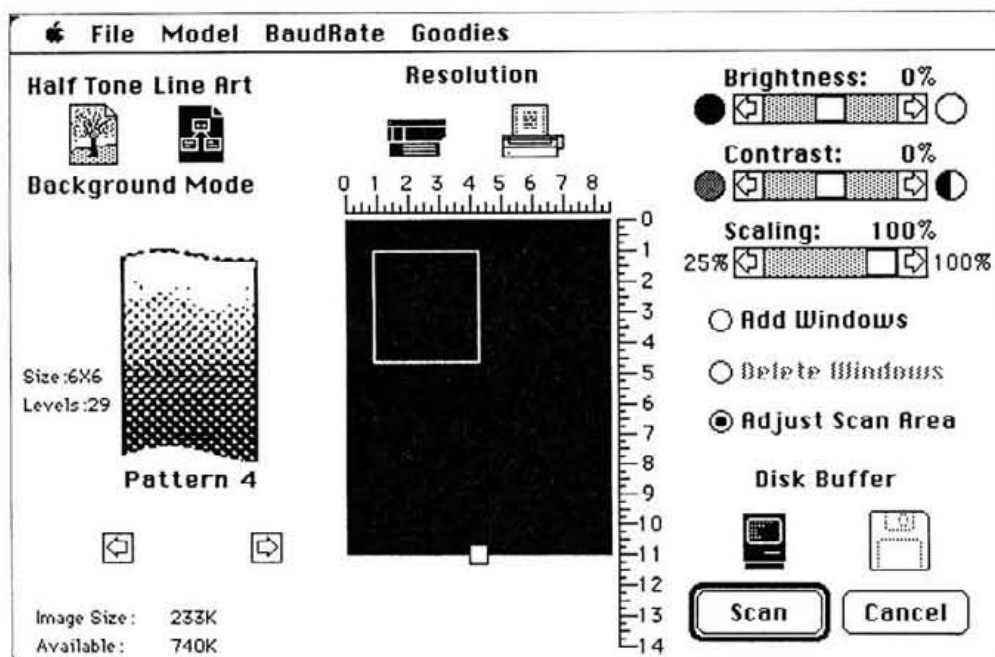 File Model BaudRate Goodies
Half Tone Line Art
Background Mode
Size:6X6
Levels:29
Pattern 4
Image Size: 233K
Available: 740K
Resolution
0 1 2 3 4 5 6 7 8
0
1
2
3
4
5
6
7
8
9
10
11
12
13
14
Brightness: 0%
Contrast: 0%
Scaling: 100%
25% 100%
Add Windows
Delete Windows
Adjust Scan Area
Disk Buffer
Scan Cancel